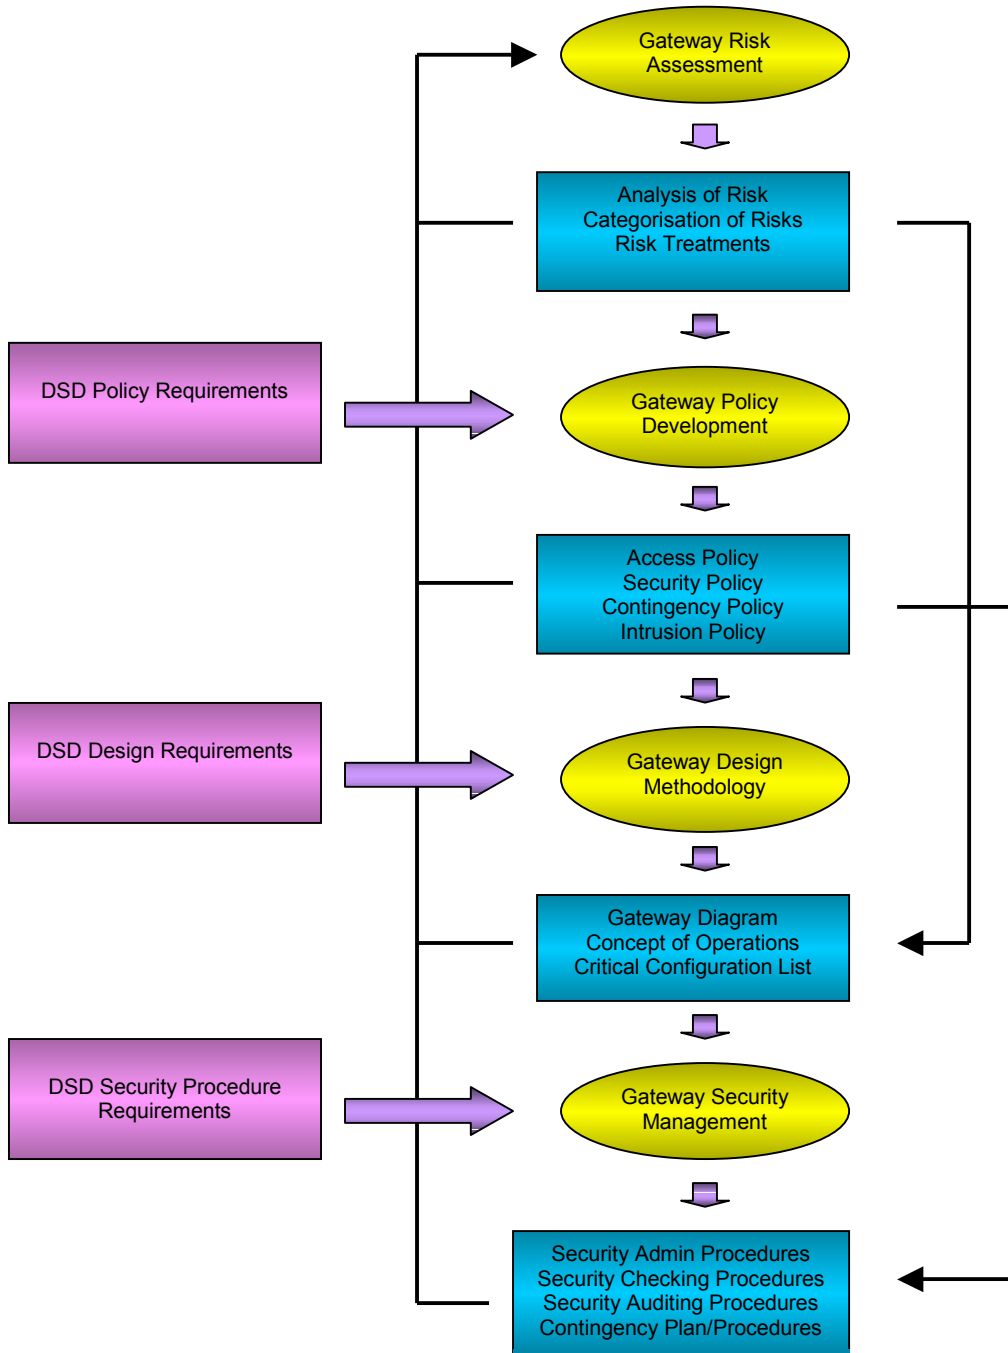 Gateway Risk
Assessment
Analysis of Risk
Categorisation of Risks
Risk Treatments
DSD Policy Requirements
Gateway Policy
Development
Access Policy
Security Policy
Contingency Policy
Intrusion Policy
DSD Design Requirements
Gateway Design
Methodology
Gateway Diagram
Concept of Operations
Critical Configuration List
DSD Security Procedure
Requirements
Gateway Security
Management
Security Admin Procedures
Security Checking Procedures
Security Auditing Procedures
Contingency Plan/Procedures